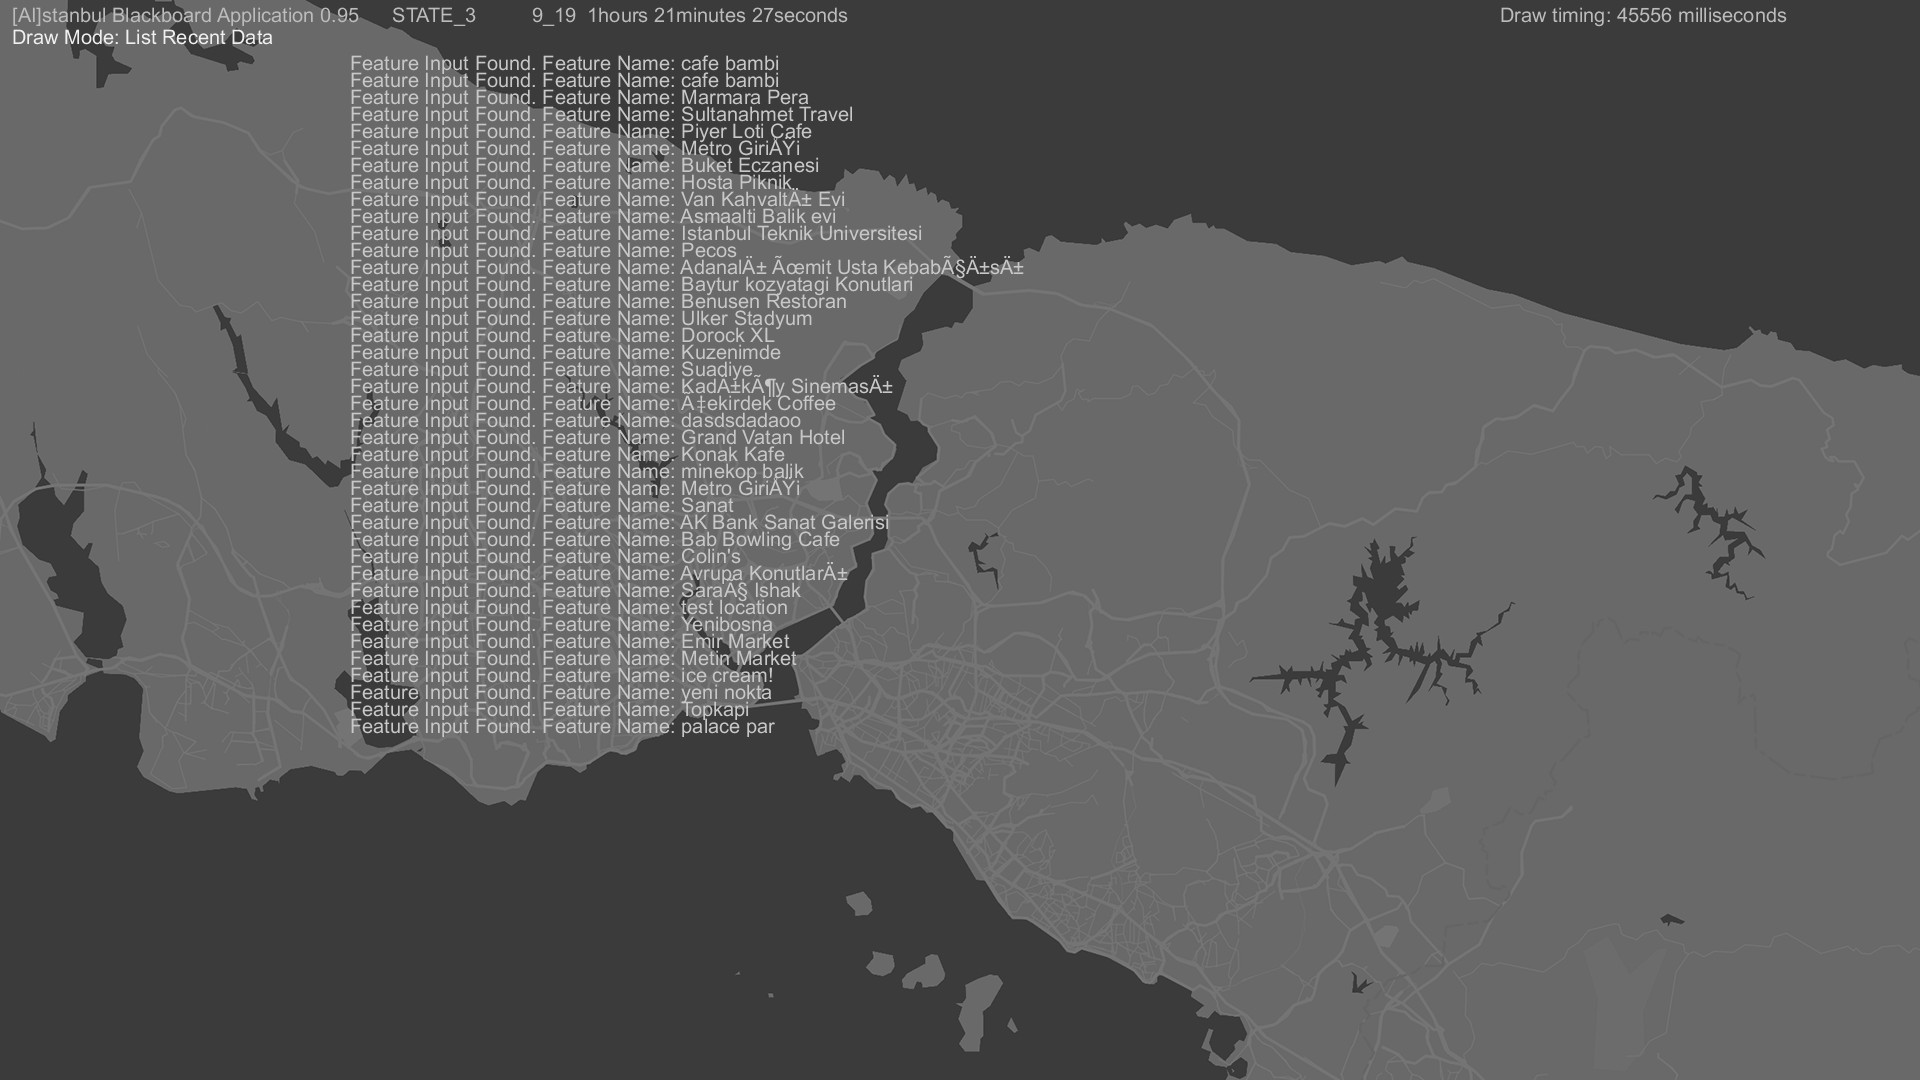 [AI]stanbul Blackboard Application 0.95 STATE_3 9_19 1hours 21minutes 27seconds Draw timing: 45556 milliseconds
Draw Mode: List Recent Data
Feature Input Found. Feature Name: cafe bambi
Feature Input Found. Feature Name: cafe bambi
Feature Input Found. Feature Name: Marmara Pera
Feature Input Found. Feature Name: Sultanahmet Travel
Feature Input Found. Feature Name: Piyer Loti Cafe
Feature Input Found. Feature Name: Metro GiriÅŸi
Feature Input Found. Feature Name: Buket Eczanesi
Feature Input Found. Feature Name: Hosta Piknik
Feature Input Found. Feature Name: Van KahvaltÄ± Evi
Feature Input Found. Feature Name: Asmaalti Balik evi
Feature Input Found. Feature Name: Istanbul Teknik Universitesi
Feature Input Found. Feature Name: Pecos
Feature Input Found. Feature Name: AdanalÄ± Ãœmit Usta KebabÃ§Ä±sÄ±
Feature Input Found. Feature Name: Baytur kozyatagi Konutlari
Feature Input Found. Feature Name: Benusen Restoran
Feature Input Found. Feature Name: Ulker Stadyum
Feature Input Found. Feature Name: Dorock XL
Feature Input Found. Feature Name: Kuzenimde
Feature Input Found. Feature Name: Suadiye
Feature Input Found. Feature Name: KadÄ±kÃ¶y SinemasÄ±
Feature Input Found. Feature Name: Ã‡ekirdek Coffee
Feature Input Found. Feature Name: dasdsdadaoo
Feature Input Found. Feature Name: Grand Vatan Hotel
Feature Input Found. Feature Name: Konak Kafe
Feature Input Found. Feature Name: minekop balik
Feature Input Found. Feature Name: Metro GiriÅŸi
Feature Input Found. Feature Name: Sanat
Feature Input Found. Feature Name: AK Bank Sanat Galerisi
Feature Input Found. Feature Name: Bab Bowling Cafe
Feature Input Found. Feature Name: Colin's
Feature Input Found. Feature Name: Avrupa KonutlarÄ±
Feature Input Found. Feature Name: SaraÃ§ Ishak
Feature Input Found. Feature Name: test location
Feature Input Found. Feature Name: Yenibosna
Feature Input Found. Feature Name: Emir Market
Feature Input Found. Feature Name: Metin Market
Feature Input Found. Feature Name: ice cream!
Feature Input Found. Feature Name: yeni nokta
Feature Input Found. Feature Name: Topkapi
Feature Input Found. Feature Name: palace par